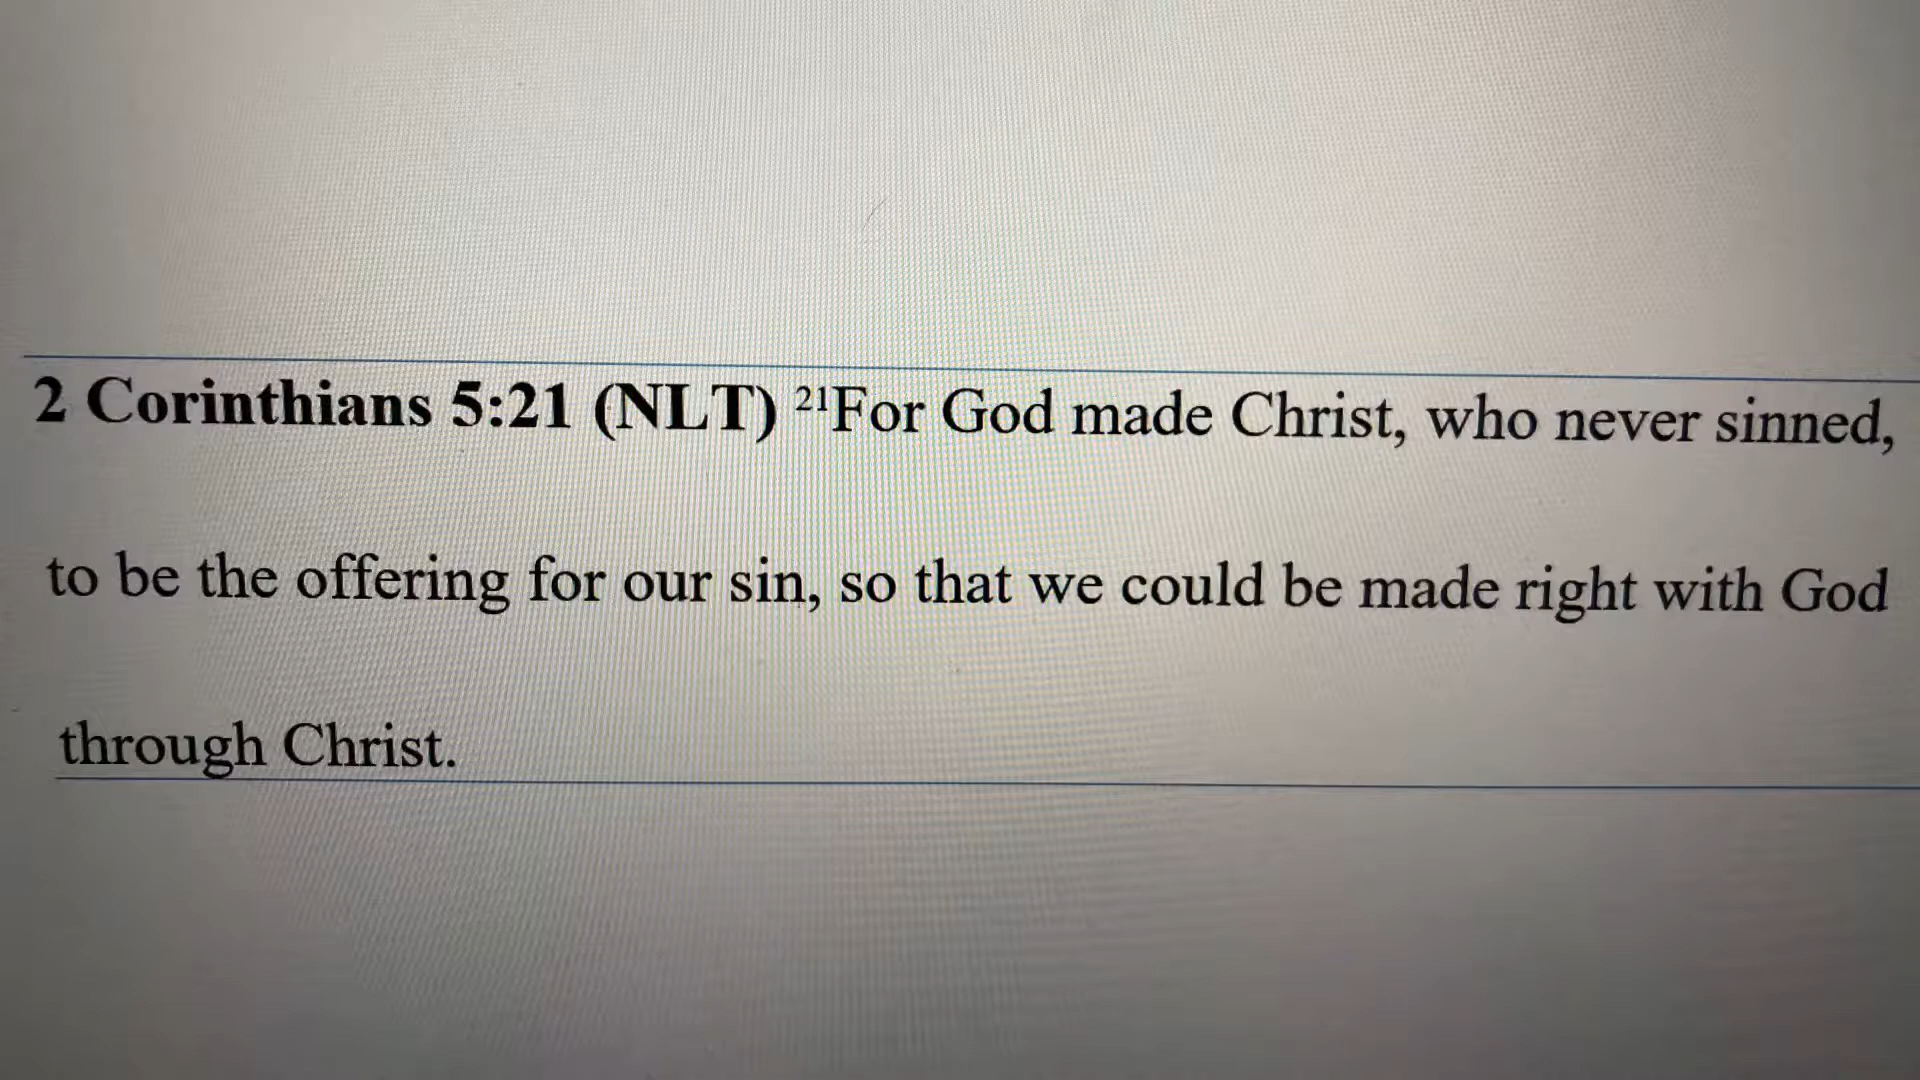 2 Corinthians 5:21 (NLT) ²¹For God made Christ, who never sinned,
to be the offering for our sin, so that we could be made right with God
through Christ.